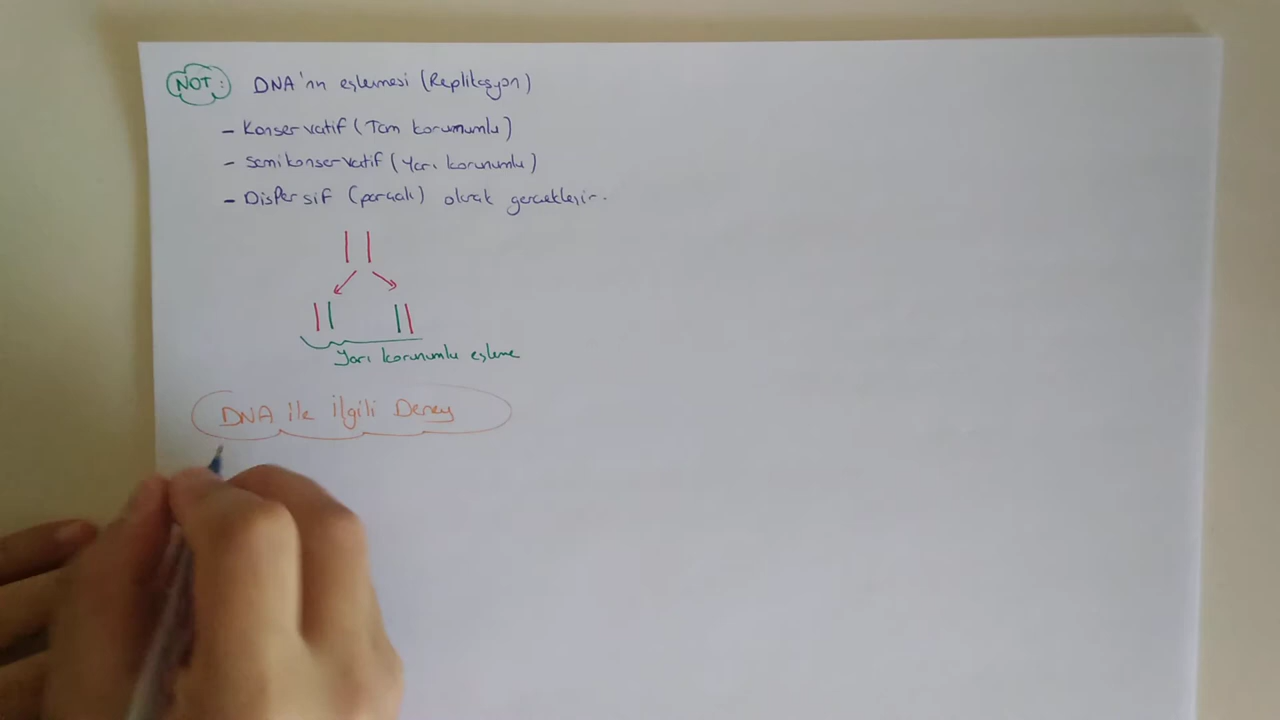 NOT: DNA'nın eşlemesi (Replikasyon)
- Konservatif (Tam korunumlu)
- Semikonservatif (Yarı korunumlu)
- Dispersif (parçalı) olarak gerçekleşir.
Yarı korunumlu eşleme
DNA ile ilgili Deney